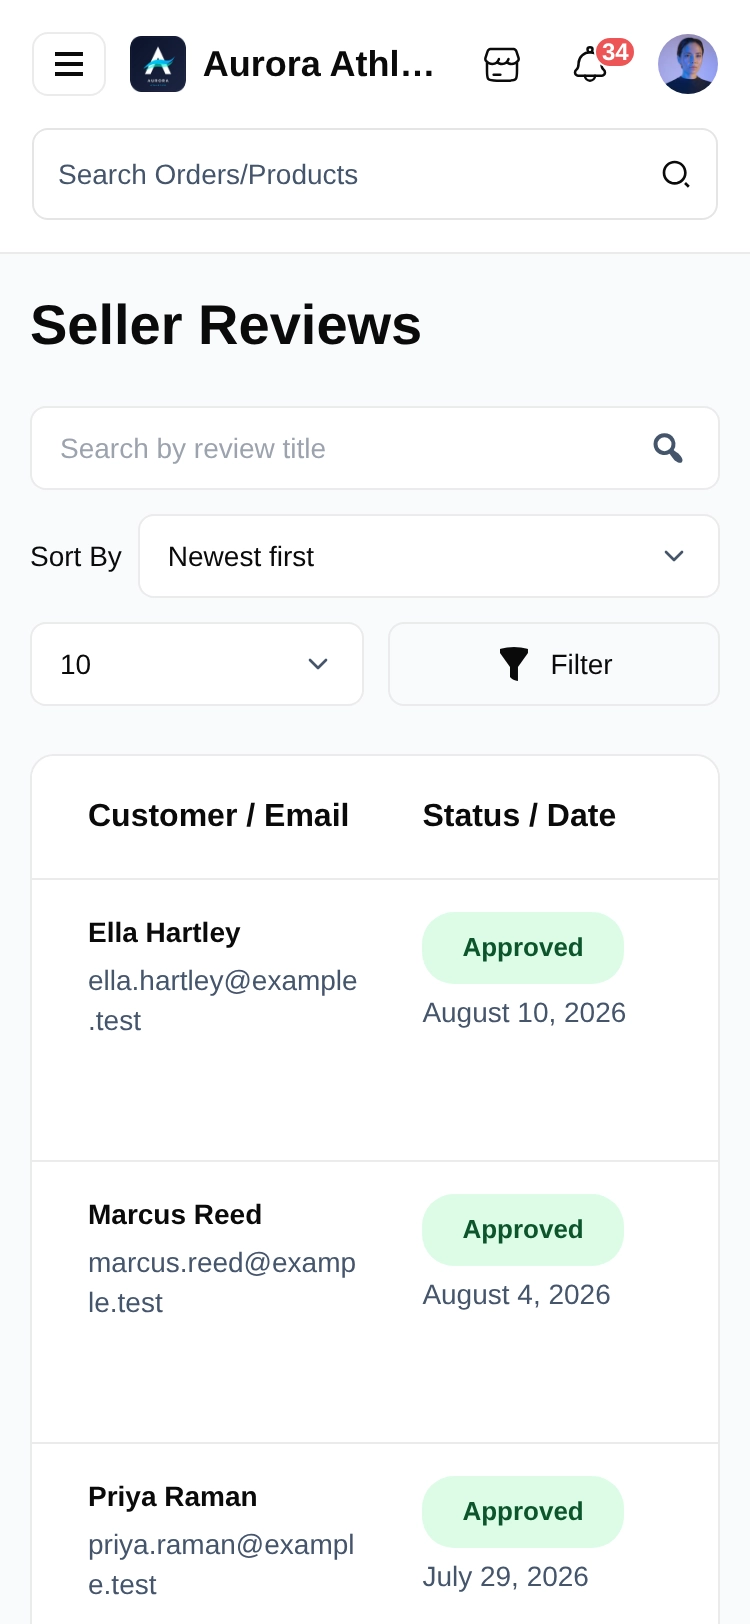 Aurora Athl...
34
Search Orders/Products
Seller Reviews
Search by review title
Sort By
Newest first
10
Filter
Customer / Email
Status / Date
Ella Hartley
ella.hartley@example
.test
Approved
August 10, 2026
Marcus Reed
marcus.reed@examp
le.test
Approved
August 4, 2026
Priya Raman
priya.raman@exampl
e.test
Approved
July 29, 2026